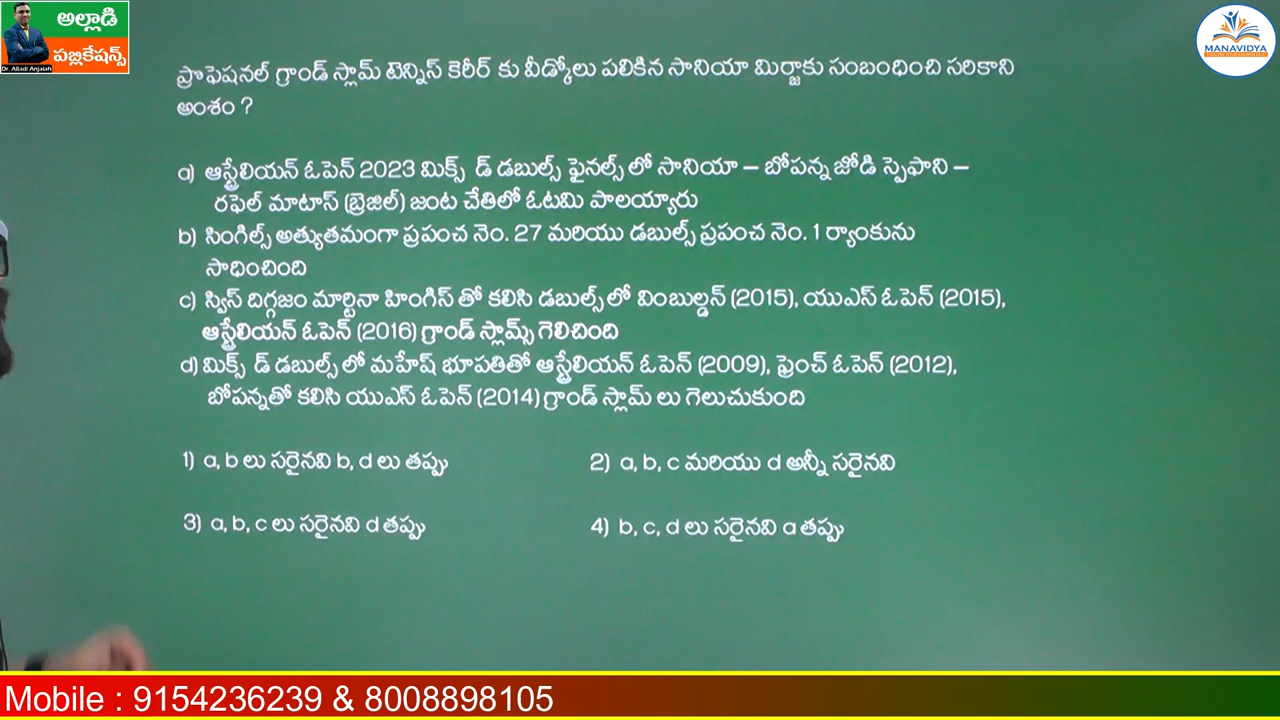 అల్లాడి
పబ్లికేషన్స్
Dr. Alladi Anjaiah
MANAVIDYA
ప్రొఫెషనల్ గ్రాండ్ స్లామ్ టెన్నిస్ కెరీర్ కు వీడ్కోలు పలికిన సానియా మిర్జాకు సంబంధించి సరికాని
అంశం ?
a) ఆస్ట్రేలియన్ ఓపెన్ 2023 మిక్స్ డ్ డబుల్స్ ఫైనల్స్ లో సానియా – బోపన్న జోడి స్పెఫాని –
రఫెల్ మాటాస్ (బ్రెజిల్) జంట చేతిలో ఓటమి పాలయ్యారు
b) సింగిల్స్ అత్యుతమంగా ప్రపంచ నెం. 27 మరియు డబుల్స్ ప్రపంచ నెం. 1 ర్యాంకును
సాధించింది
c) స్విస్ దిగ్గజం మార్టినా హింగిస్ తో కలిసి డబుల్స్ లో వింబుల్డన్ (2015), యుఎస్ ఓపెన్ (2015),
ఆస్ట్రేలియన్ ఓపెన్ (2016) గ్రాండ్ స్లామ్స్ గెలిచింది
d) మిక్స్ డ్ డబుల్స్ లో మహేష్ భూపతితో ఆస్ట్రేలియన్ ఓపెన్ (2009), ఫ్రెంచ్ ఓపెన్ (2012),
బోపన్నతో కలిసి యుఎస్ ఓపెన్ (2014) గ్రాండ్ స్లామ్ లు గెలుచుకుంది
1) a, b లు సరైనవి b, d లు తప్పు
2) a, b, c మరియు d అన్నీ సరైనవి
3) a, b, c లు సరైనవి d తప్పు
4) b, c, d లు సరైనవి a తప్పు
Mobile : 9154236239 & 8008898105